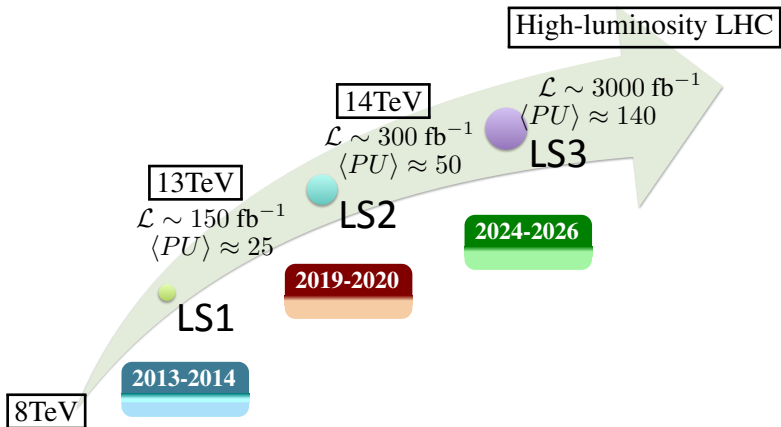 High-luminosity LHC
14TeV
ℒ ∼ 3000 fb⁻¹
⟨PU⟩ ≈ 140
LS3
ℒ ∼ 300 fb⁻¹
⟨PU⟩ ≈ 50
LS2
13TeV
ℒ ∼ 150 fb⁻¹
⟨PU⟩ ≈ 25
LS1
2024-2026
2019-2020
2013-2014
8TeV